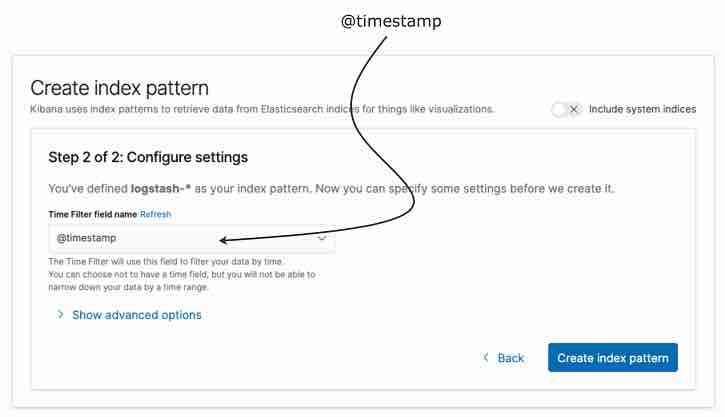 @timestamp
Create index pattern
Kibana uses index patterns to retrieve data from Elasticsearch indices for things like visualizations.
Include system indices
Step 2 of 2: Configure settings
You've defined logstash-* as your index pattern. Now you can specify some settings before we create it.
Time Filter field name Refresh
@timestamp
The Time Filter will use this field to filter your data by time.
You can choose not to have a time field, but you will not be able to
narrow down your data by a time range.
Show advanced options
Back
Create index pattern